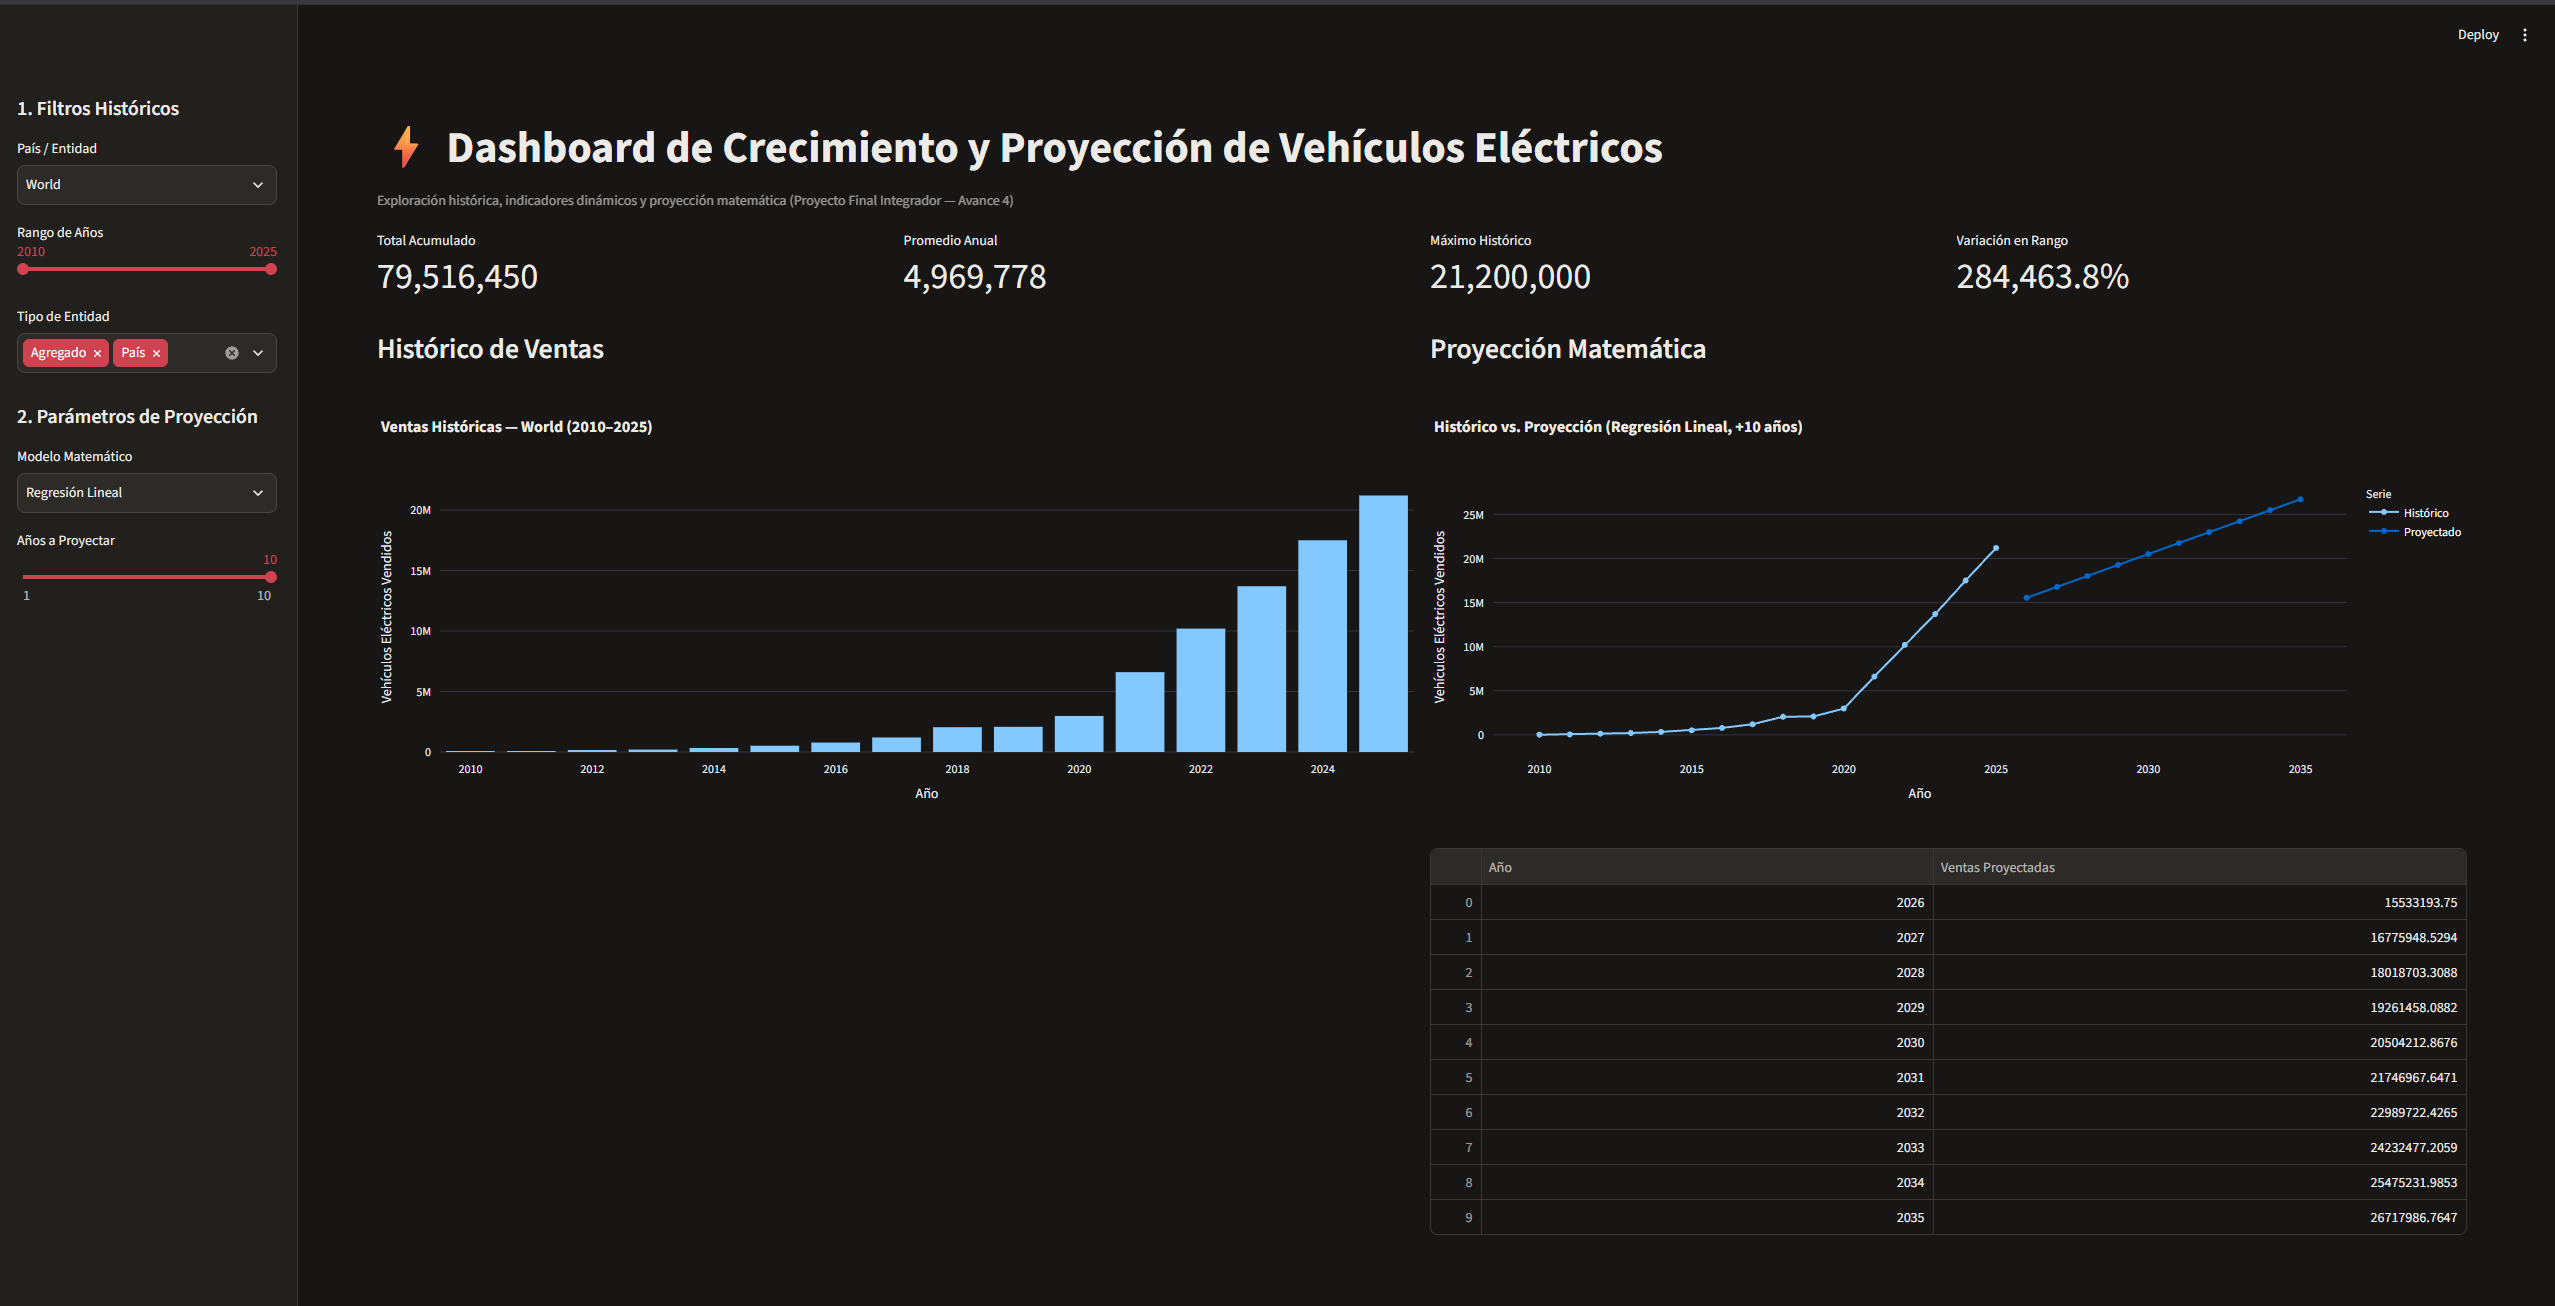 Deploy
1. Filtros Históricos
País / Entidad
World
Rango de Años
2010 2025
Tipo de Entidad
Agregado × País ×
2. Parámetros de Proyección
Modelo Matemático
Regresión Lineal
Años a Proyectar
10
1 10
Dashboard de Crecimiento y Proyección de Vehículos Eléctricos
Exploración histórica, indicadores dinámicos y proyección matemática (Proyecto Final Integrador — Avance 4)
Total Acumulado
79,516,450
Promedio Anual
4,969,778
Máximo Histórico
21,200,000
Variación en Rango
284,463.8%
Histórico de Ventas
Ventas Históricas — World (2010–2025)
Vehículos Eléctricos Vendidos
20M
15M
10M
5M
0
2010 2012 2014 2016 2018 2020 2022 2024
Año
Proyección Matemática
Histórico vs. Proyección (Regresión Lineal, +10 años)
Serie
Histórico
Proyectado
Vehículos Eléctricos Vendidos
25M
20M
15M
10M
5M
0
2010 2015 2020 2025 2030 2035
Año
Año Ventas Proyectadas
0 2026 15533193.75
1 2027 16775948.5294
2 2028 18018703.3088
3 2029 19261458.0882
4 2030 20504212.8676
5 2031 21746967.6471
6 2032 22989722.4265
7 2033 24232477.2059
8 2034 25475231.9853
9 2035 26717986.7647